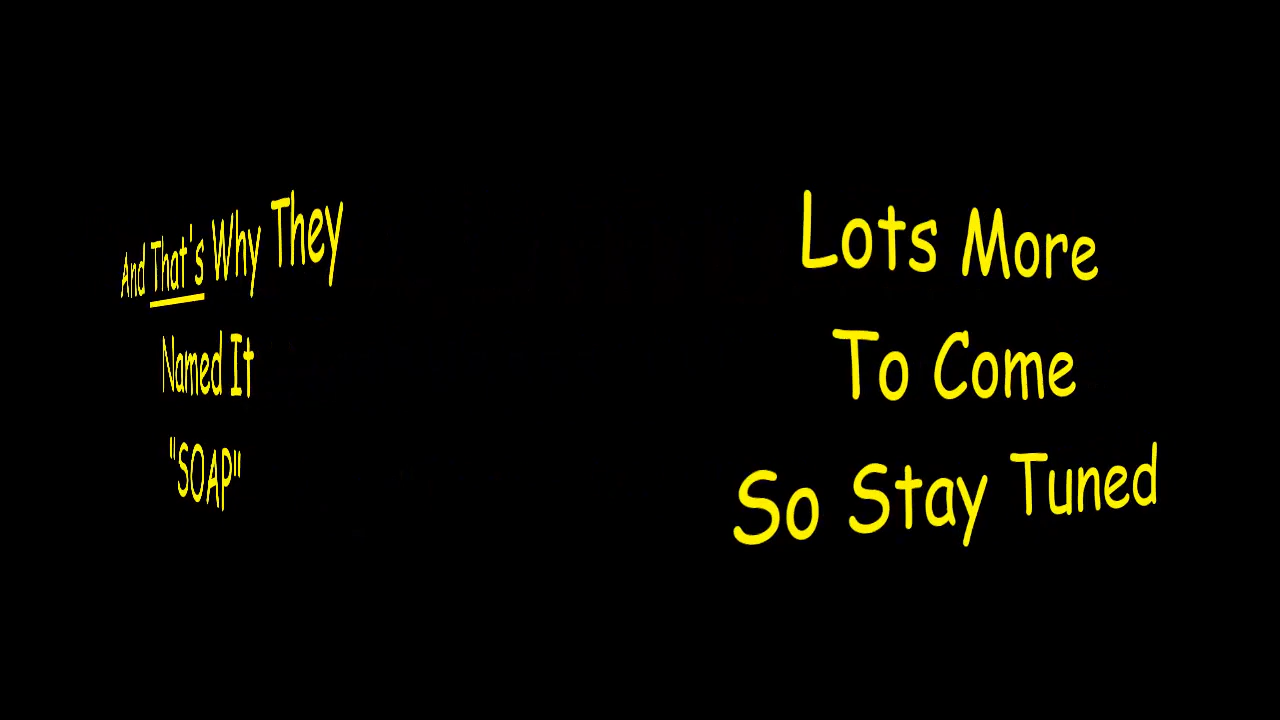 And That's Why They
Named It
"SOAP"
Lots More
To Come
So Stay Tuned